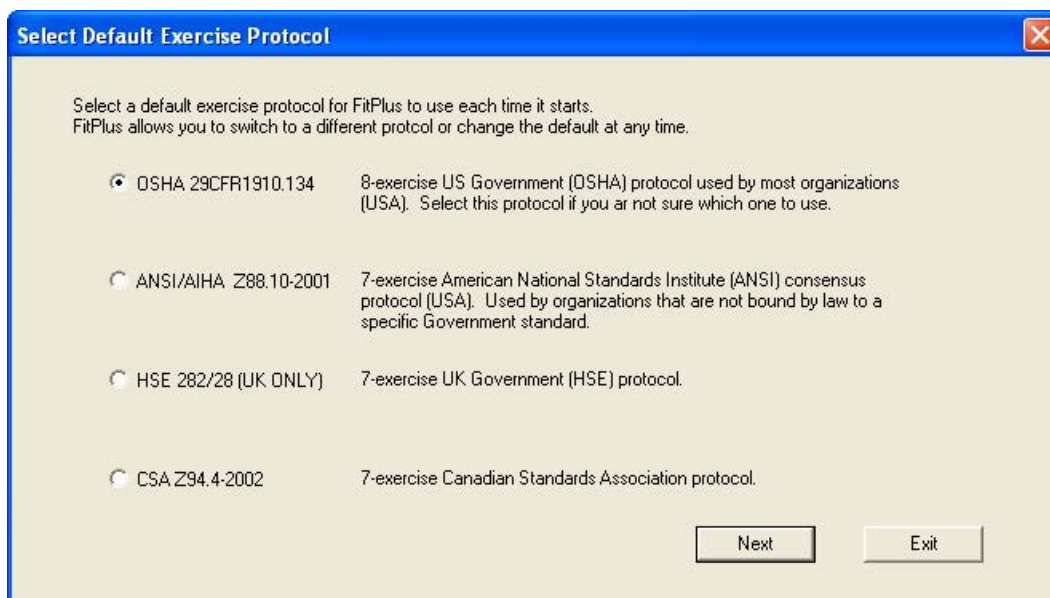 Select Default Exercise Protocol
Select a default exercise protocol for FitPlus to use each time it starts.
FitPlus allows you to switch to a different protcol or change the default at any time.
OSHA 29CFR1910.134
8-exercise US Government (OSHA) protocol used by most organizations
(USA). Select this protocol if you ar not sure which one to use.
ANSI/AIHA Z88.10-2001
7-exercise American National Standards Institute (ANSI) consensus
protocol (USA). Used by organizations that are not bound by law to a
specific Government standard.
HSE 282/28 (UK ONLY)
7-exercise UK Government (HSE) protocol.
CSA Z94.4-2002
7-exercise Canadian Standards Association protocol.
Next
Exit